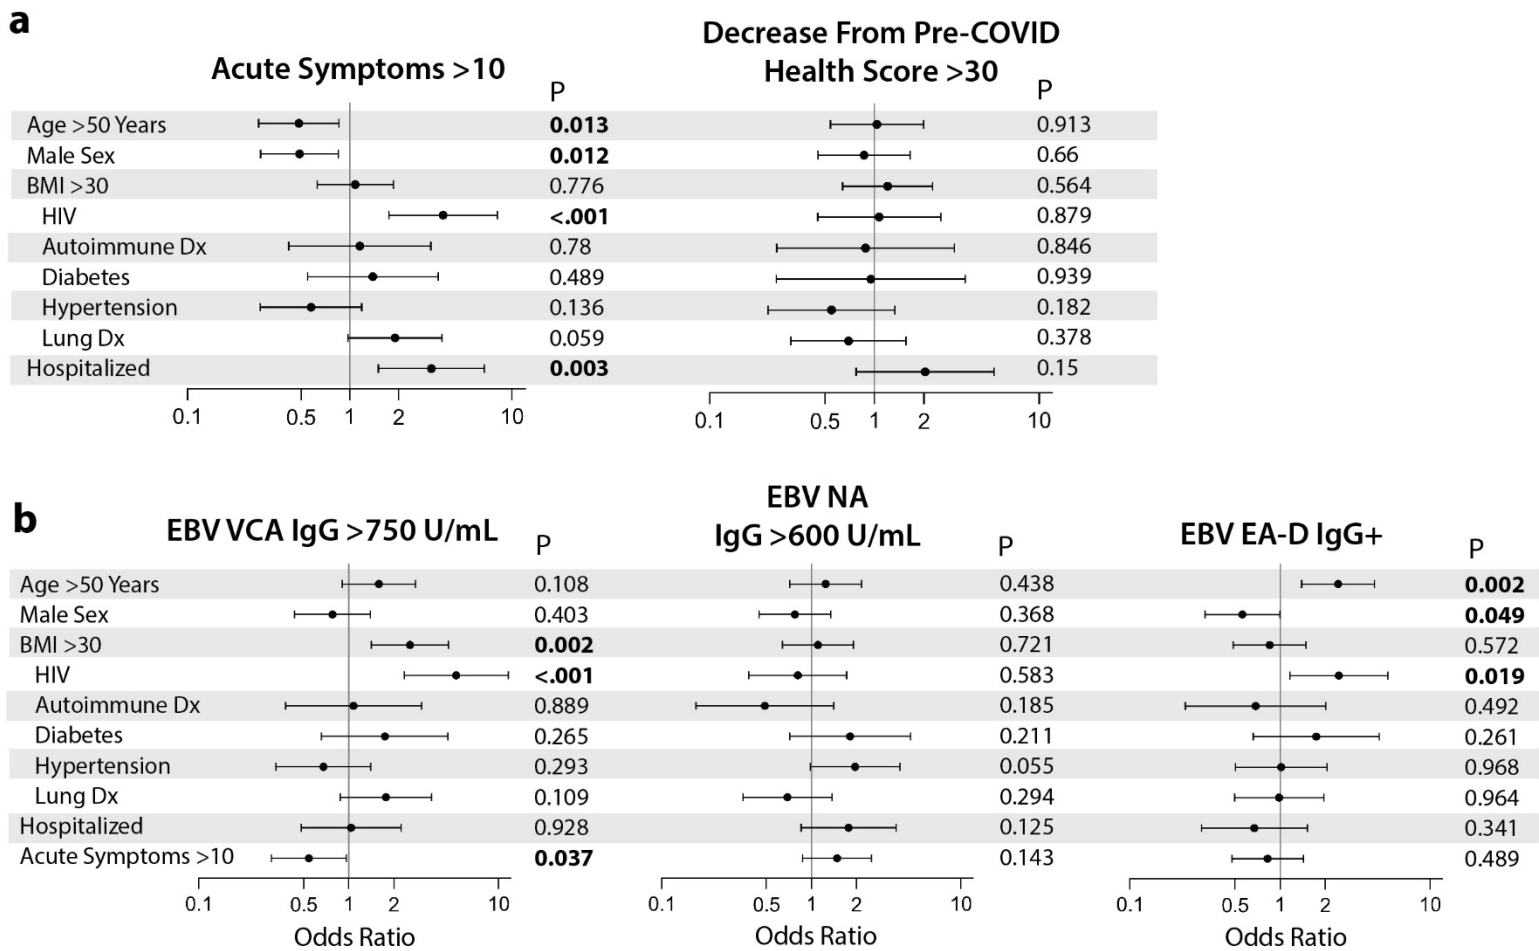 a
Acute Symptoms >10
P
Decrease From Pre-COVID
Health Score >30
P
Age >50 Years 0.013 0.913
Male Sex 0.012 0.66
BMI >30 0.776 0.564
HIV <.001 0.879
Autoimmune Dx 0.78 0.846
Diabetes 0.489 0.939
Hypertension 0.136 0.182
Lung Dx 0.059 0.378
Hospitalized 0.003 0.15
0.1 0.5 1 2 10 0.1 0.5 1 2 10
b
EBV VCA IgG >750 U/mL
P
EBV NA
IgG >600 U/mL
P
EBV EA-D IgG+
P
Age >50 Years 0.108 0.438 0.002
Male Sex 0.403 0.368 0.049
BMI >30 0.002 0.721 0.572
HIV <.001 0.583 0.019
Autoimmune Dx 0.889 0.185 0.492
Diabetes 0.265 0.211 0.261
Hypertension 0.293 0.055 0.968
Lung Dx 0.109 0.294 0.964
Hospitalized 0.928 0.125 0.341
Acute Symptoms >10 0.037 0.143 0.489
0.1 0.5 1 2 10 0.1 0.5 1 2 10 0.1 0.5 1 2 10
Odds Ratio Odds Ratio Odds Ratio